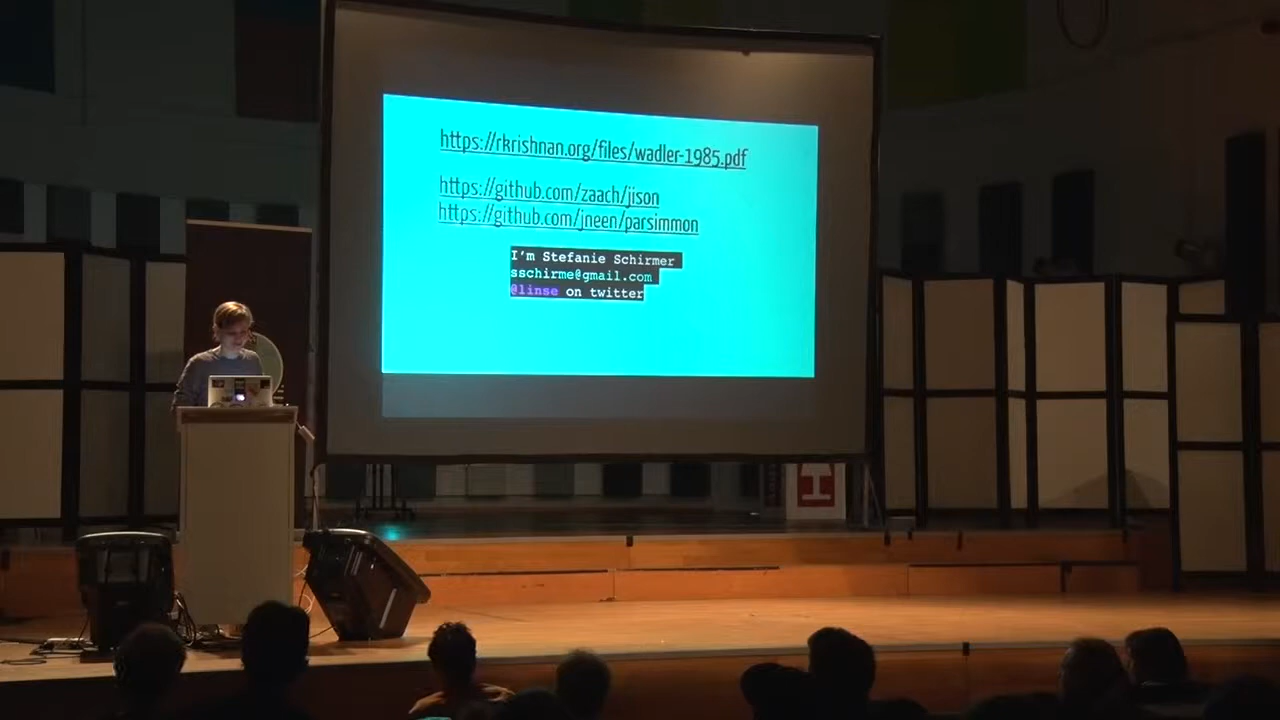 https://rkrishnan.org/files/wadler-1985.pdf
https://github.com/zaach/jison
https://github.com/jneen/parsimmon
I'm Stefanie Schirmer
sschirme@gmail.com
@linse on twitter